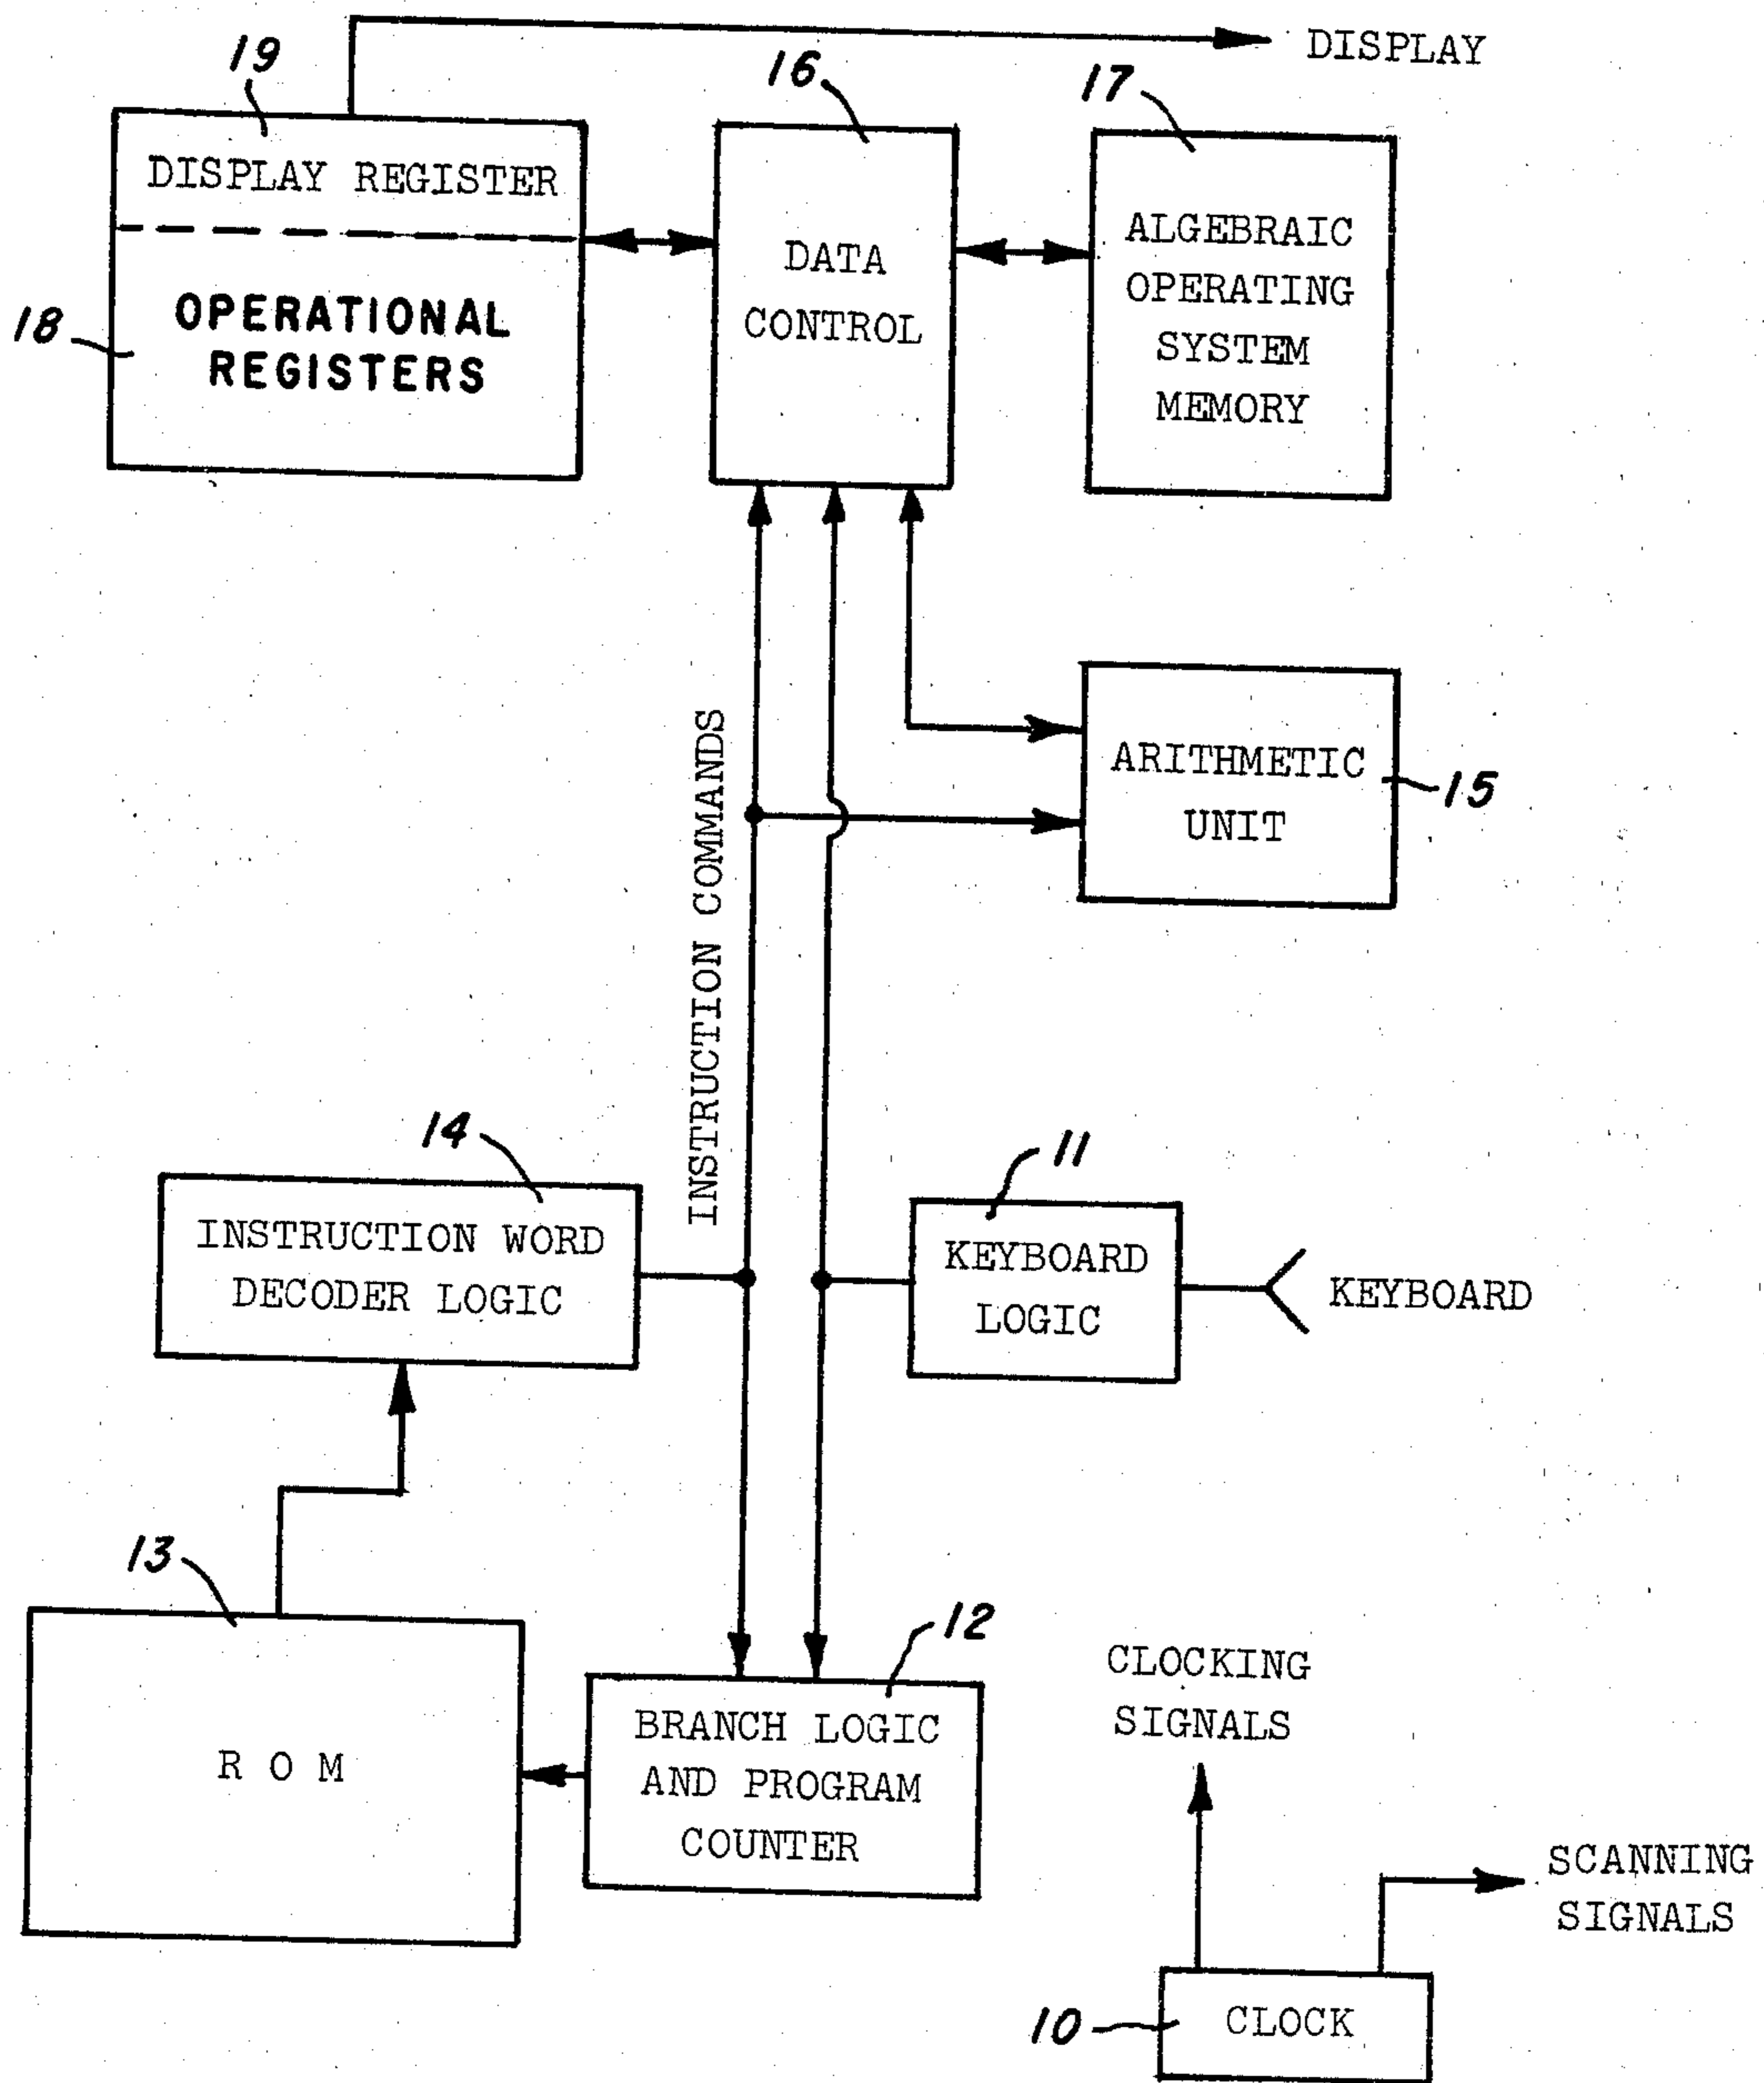 DISPLAY
19
16
17
DISPLAY REGISTER
OPERATIONAL
REGISTERS
18
DATA
CONTROL
ALGEBRAIC
OPERATING
SYSTEM
MEMORY
INSTRUCTION COMMANDS
ARITHMETIC
UNIT
15
14
INSTRUCTION WORD
DECODER LOGIC
11
KEYBOARD
LOGIC
KEYBOARD
13
R O M
12
BRANCH LOGIC
AND PROGRAM
COUNTER
CLOCKING
SIGNALS
SCANNING
SIGNALS
10
CLOCK